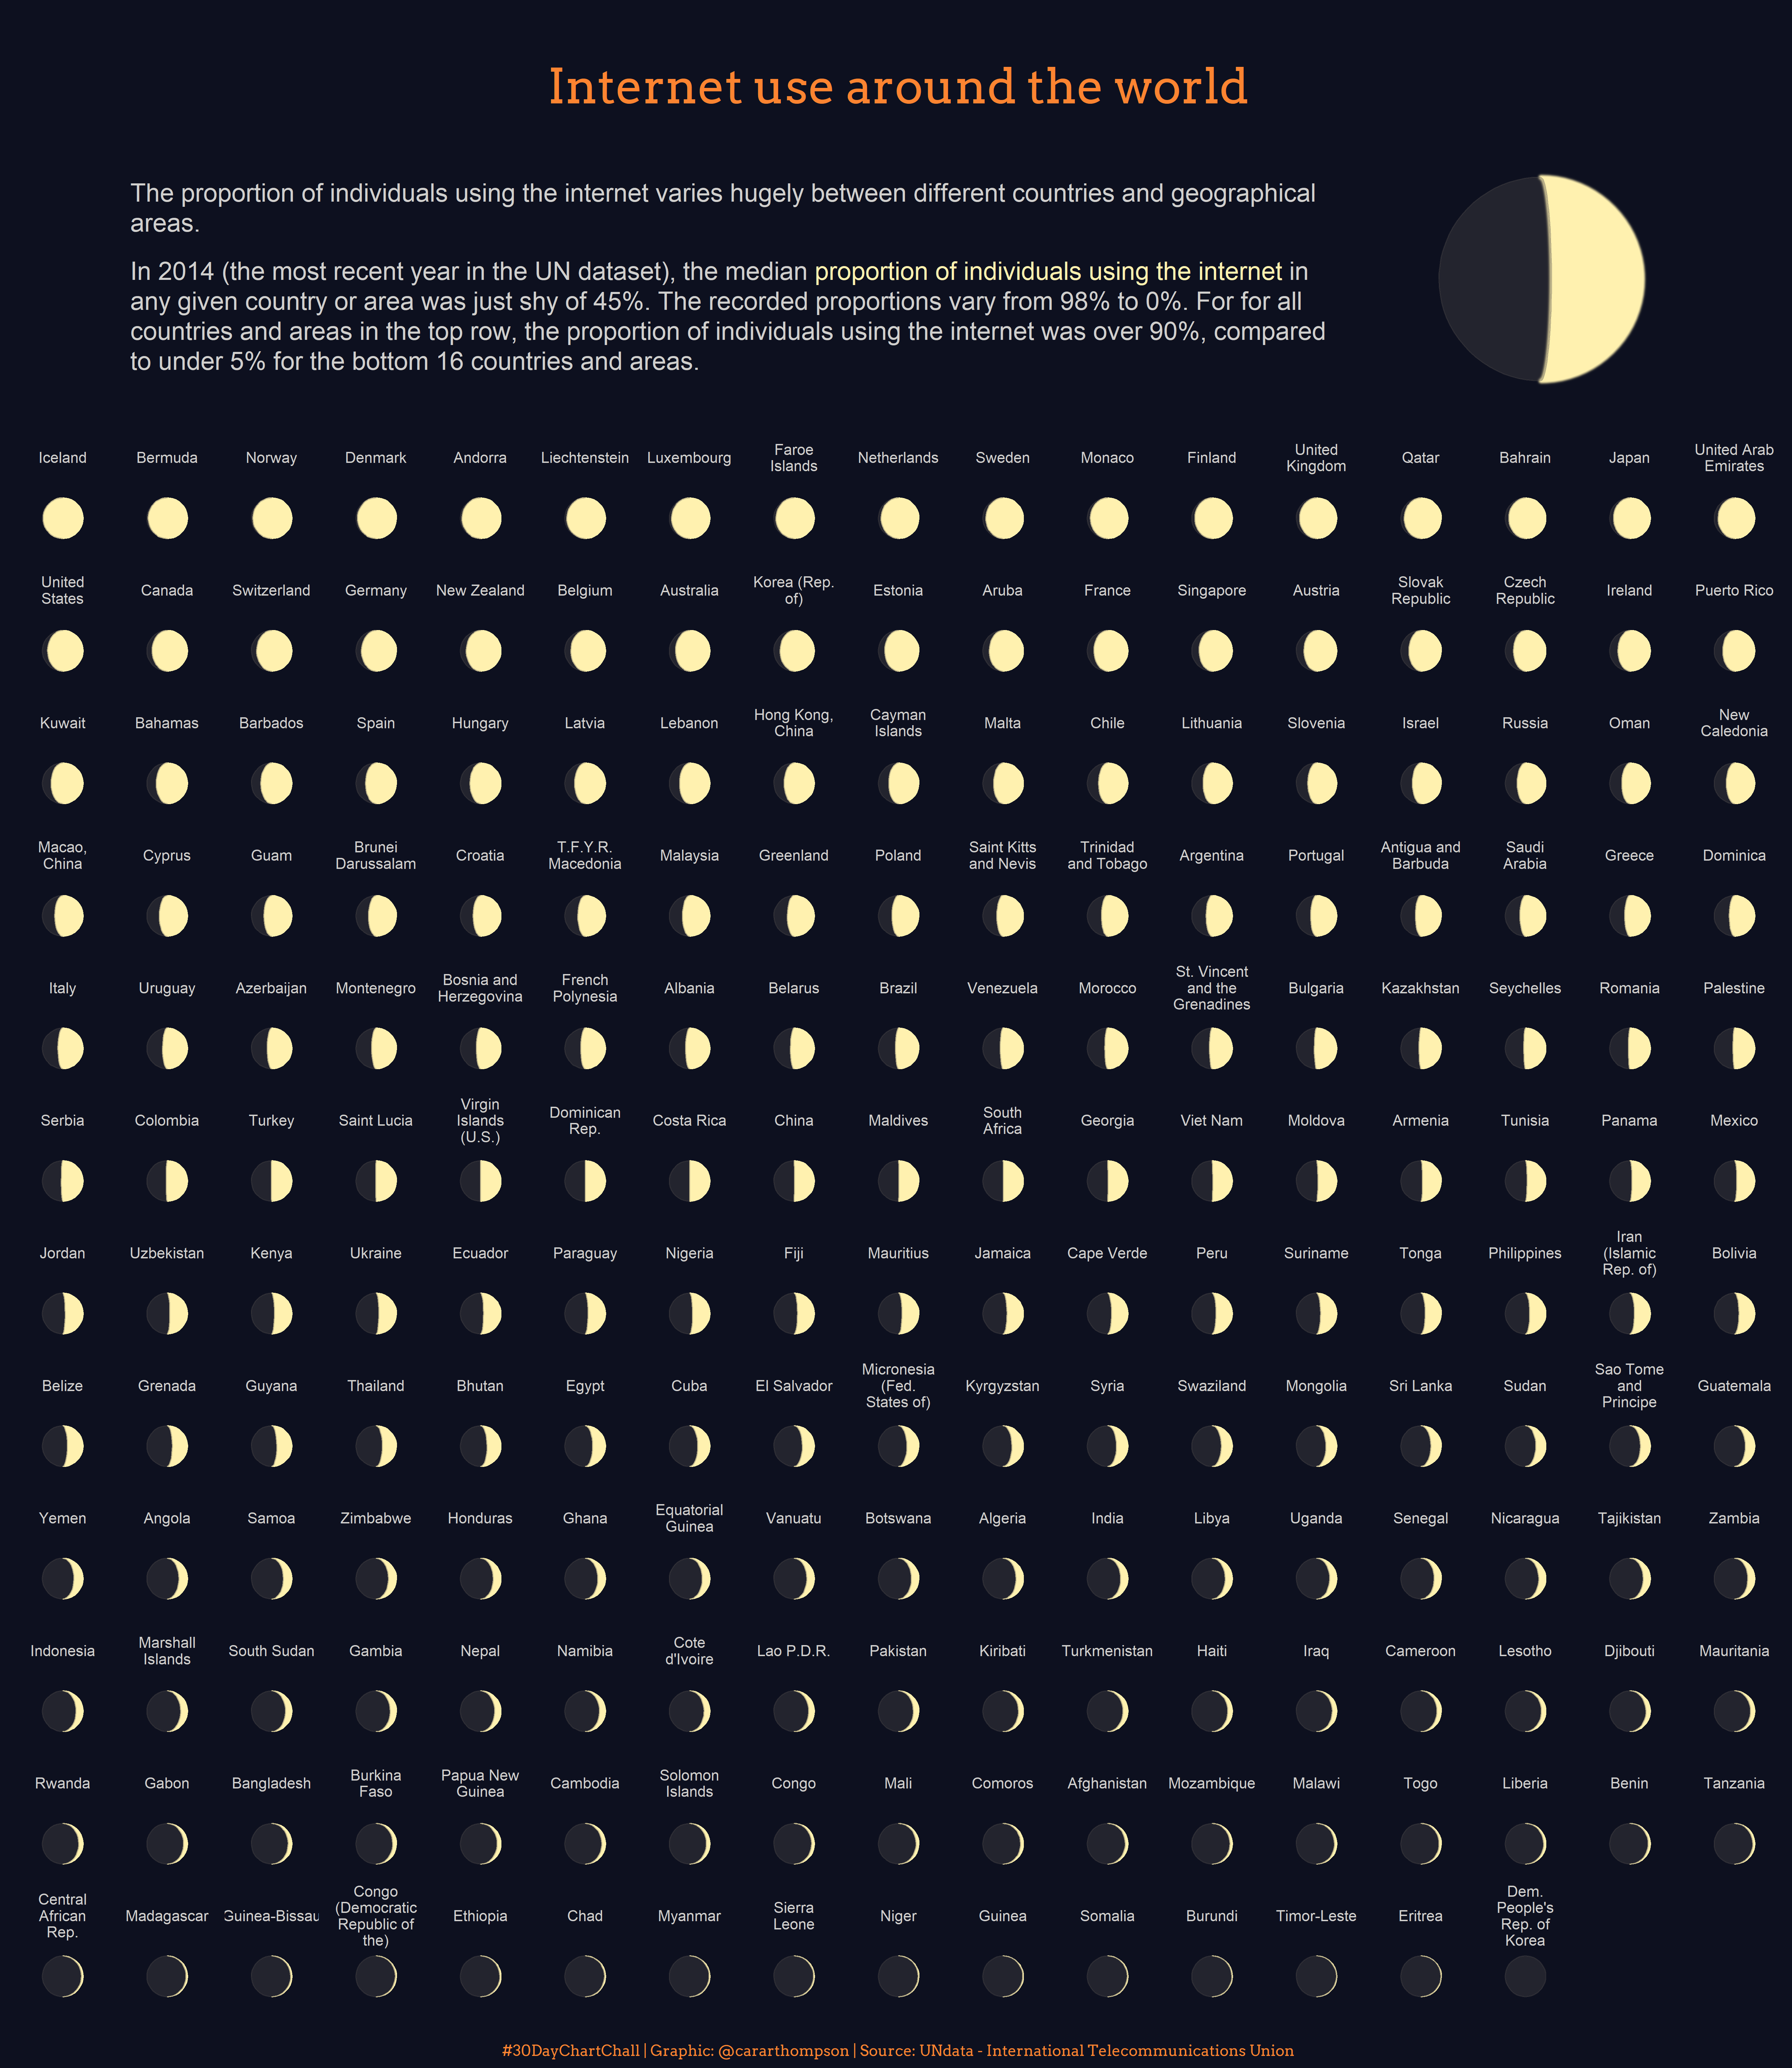 Internet use around the world
The proportion of individuals using the internet varies hugely between different countries and geographical
areas.
In 2014 (the most recent year in the UN dataset), the median proportion of individuals using the internet in
any given country or area was just shy of 45%. The recorded proportions vary from 98% to 0%. For for all
countries and areas in the top row, the proportion of individuals using the internet was over 90%, compared
to under 5% for the bottom 16 countries and areas.
Iceland
Bermuda
Norway
Denmark
Andorra
Liechtenstein
Luxembourg
Faroe
Islands
Netherlands
Sweden
Monaco
Finland
United
Kingdom
Qatar
Bahrain
Japan
United Arab
Emirates
United
States
Canada
Switzerland
Germany
New Zealand
Belgium
Australia
Korea (Rep.
of)
Estonia
Aruba
France
Singapore
Austria
Slovak
Republic
Czech
Republic
Ireland
Puerto Rico
Kuwait
Bahamas
Barbados
Spain
Hungary
Latvia
Lebanon
Hong Kong,
China
Cayman
Islands
Malta
Chile
Lithuania
Slovenia
Israel
Russia
Oman
New
Caledonia
Macao,
China
Cyprus
Guam
Brunei
Darussalam
Croatia
T.F.Y.R.
Macedonia
Malaysia
Greenland
Poland
Saint Kitts
and Nevis
Trinidad
and Tobago
Argentina
Portugal
Antigua and
Barbuda
Saudi
Arabia
Greece
Dominica
Italy
Uruguay
Azerbaijan
Montenegro
Bosnia and
Herzegovina
French
Polynesia
Albania
Belarus
Brazil
Venezuela
Morocco
St. Vincent
and the
Grenadines
Bulgaria
Kazakhstan
Seychelles
Romania
Palestine
Serbia
Colombia
Turkey
Saint Lucia
Virgin
Islands
(U.S.)
Dominican
Rep.
Costa Rica
China
Maldives
South
Africa
Georgia
Viet Nam
Moldova
Armenia
Tunisia
Panama
Mexico
Jordan
Uzbekistan
Kenya
Ukraine
Ecuador
Paraguay
Nigeria
Fiji
Mauritius
Jamaica
Cape Verde
Peru
Suriname
Tonga
Philippines
Iran
(Islamic
Rep. of)
Bolivia
Belize
Grenada
Guyana
Thailand
Bhutan
Egypt
Cuba
El Salvador
Micronesia
(Fed.
States of)
Kyrgyzstan
Syria
Swaziland
Mongolia
Sri Lanka
Sudan
Sao Tome
and
Principe
Guatemala
Yemen
Angola
Samoa
Zimbabwe
Honduras
Ghana
Equatorial
Guinea
Vanuatu
Botswana
Algeria
India
Libya
Uganda
Senegal
Nicaragua
Tajikistan
Zambia
Indonesia
Marshall
Islands
South Sudan
Gambia
Nepal
Namibia
Cote
d'Ivoire
Lao P.D.R.
Pakistan
Kiribati
Turkmenistan
Haiti
Iraq
Cameroon
Lesotho
Djibouti
Mauritania
Rwanda
Gabon
Bangladesh
Burkina
Faso
Papua New
Guinea
Cambodia
Solomon
Islands
Congo
Mali
Comoros
Afghanistan
Mozambique
Malawi
Togo
Liberia
Benin
Tanzania
Central
African
Rep.
Madagascar
Guinea-Bissau
Congo
(Democratic
Republic of
the)
Ethiopia
Chad
Myanmar
Sierra
Leone
Niger
Guinea
Somalia
Burundi
Timor-Leste
Eritrea
Dem.
People's
Rep. of
Korea
#30DayChartChall | Graphic: @cararthompson | Source: UNdata - International Telecommunications Union